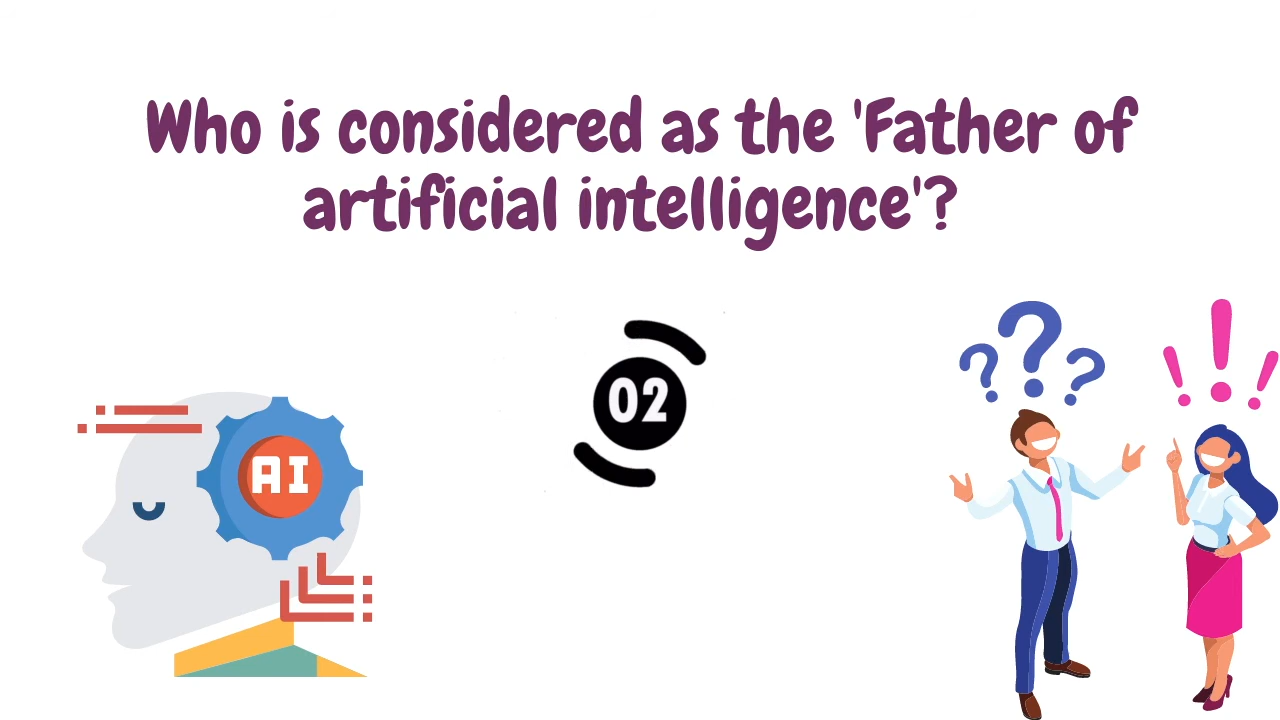 Who is considered as the 'Father of
artificial intelligence'?
02
AI